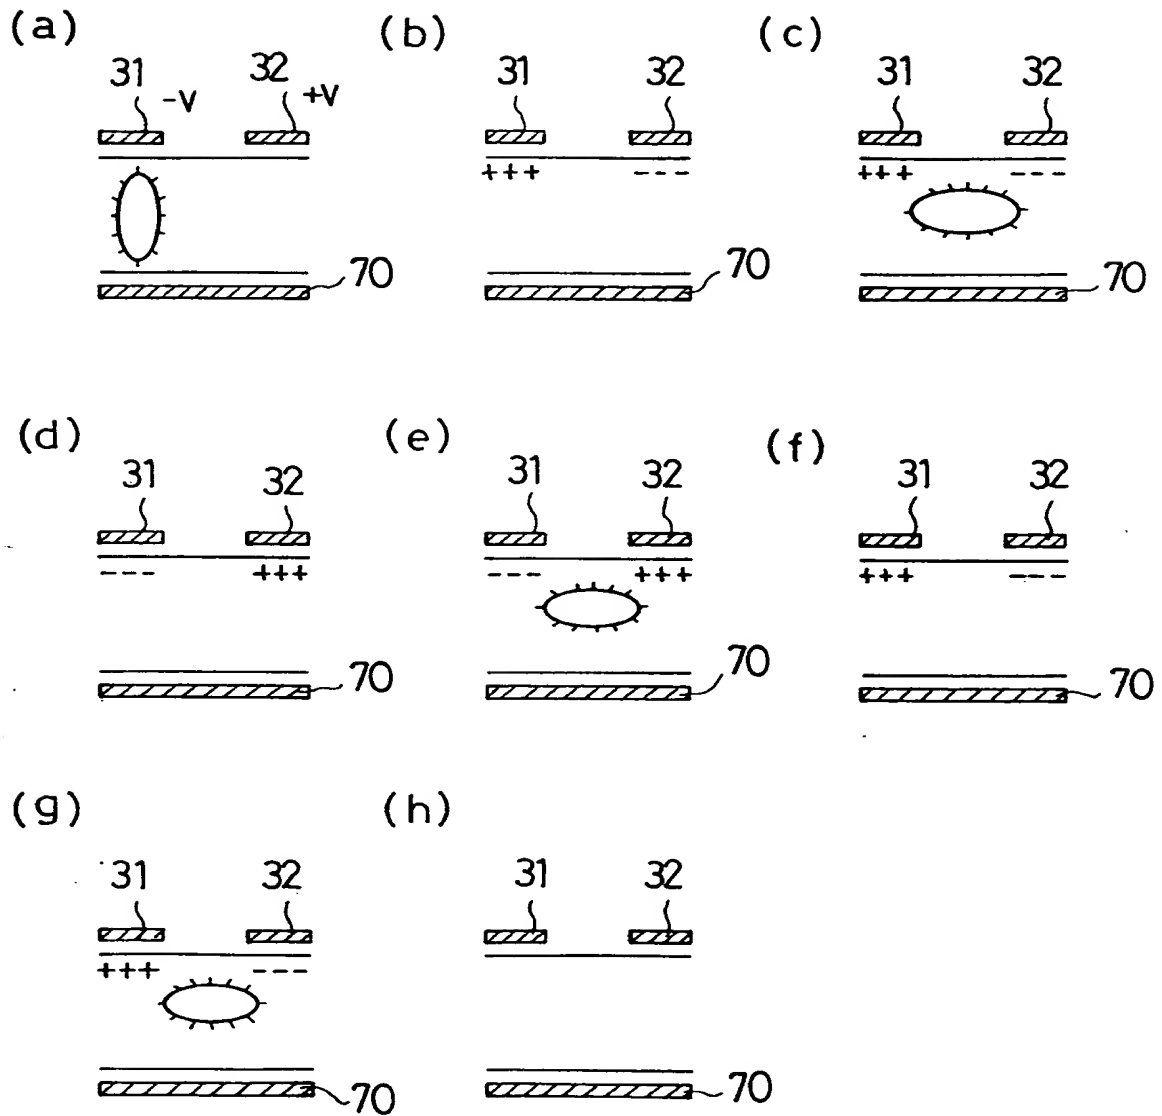 (a) (b) (c)
31 -V 32 +V 31 32 31 32
+++ --- +++ ---
70 70 70
(d) (e) (f)
31 32 31 32 31 32
--- +++ --- +++ +++ ---
70 70 70
(g) (h)
31 32 31 32
+++ ---
70 70